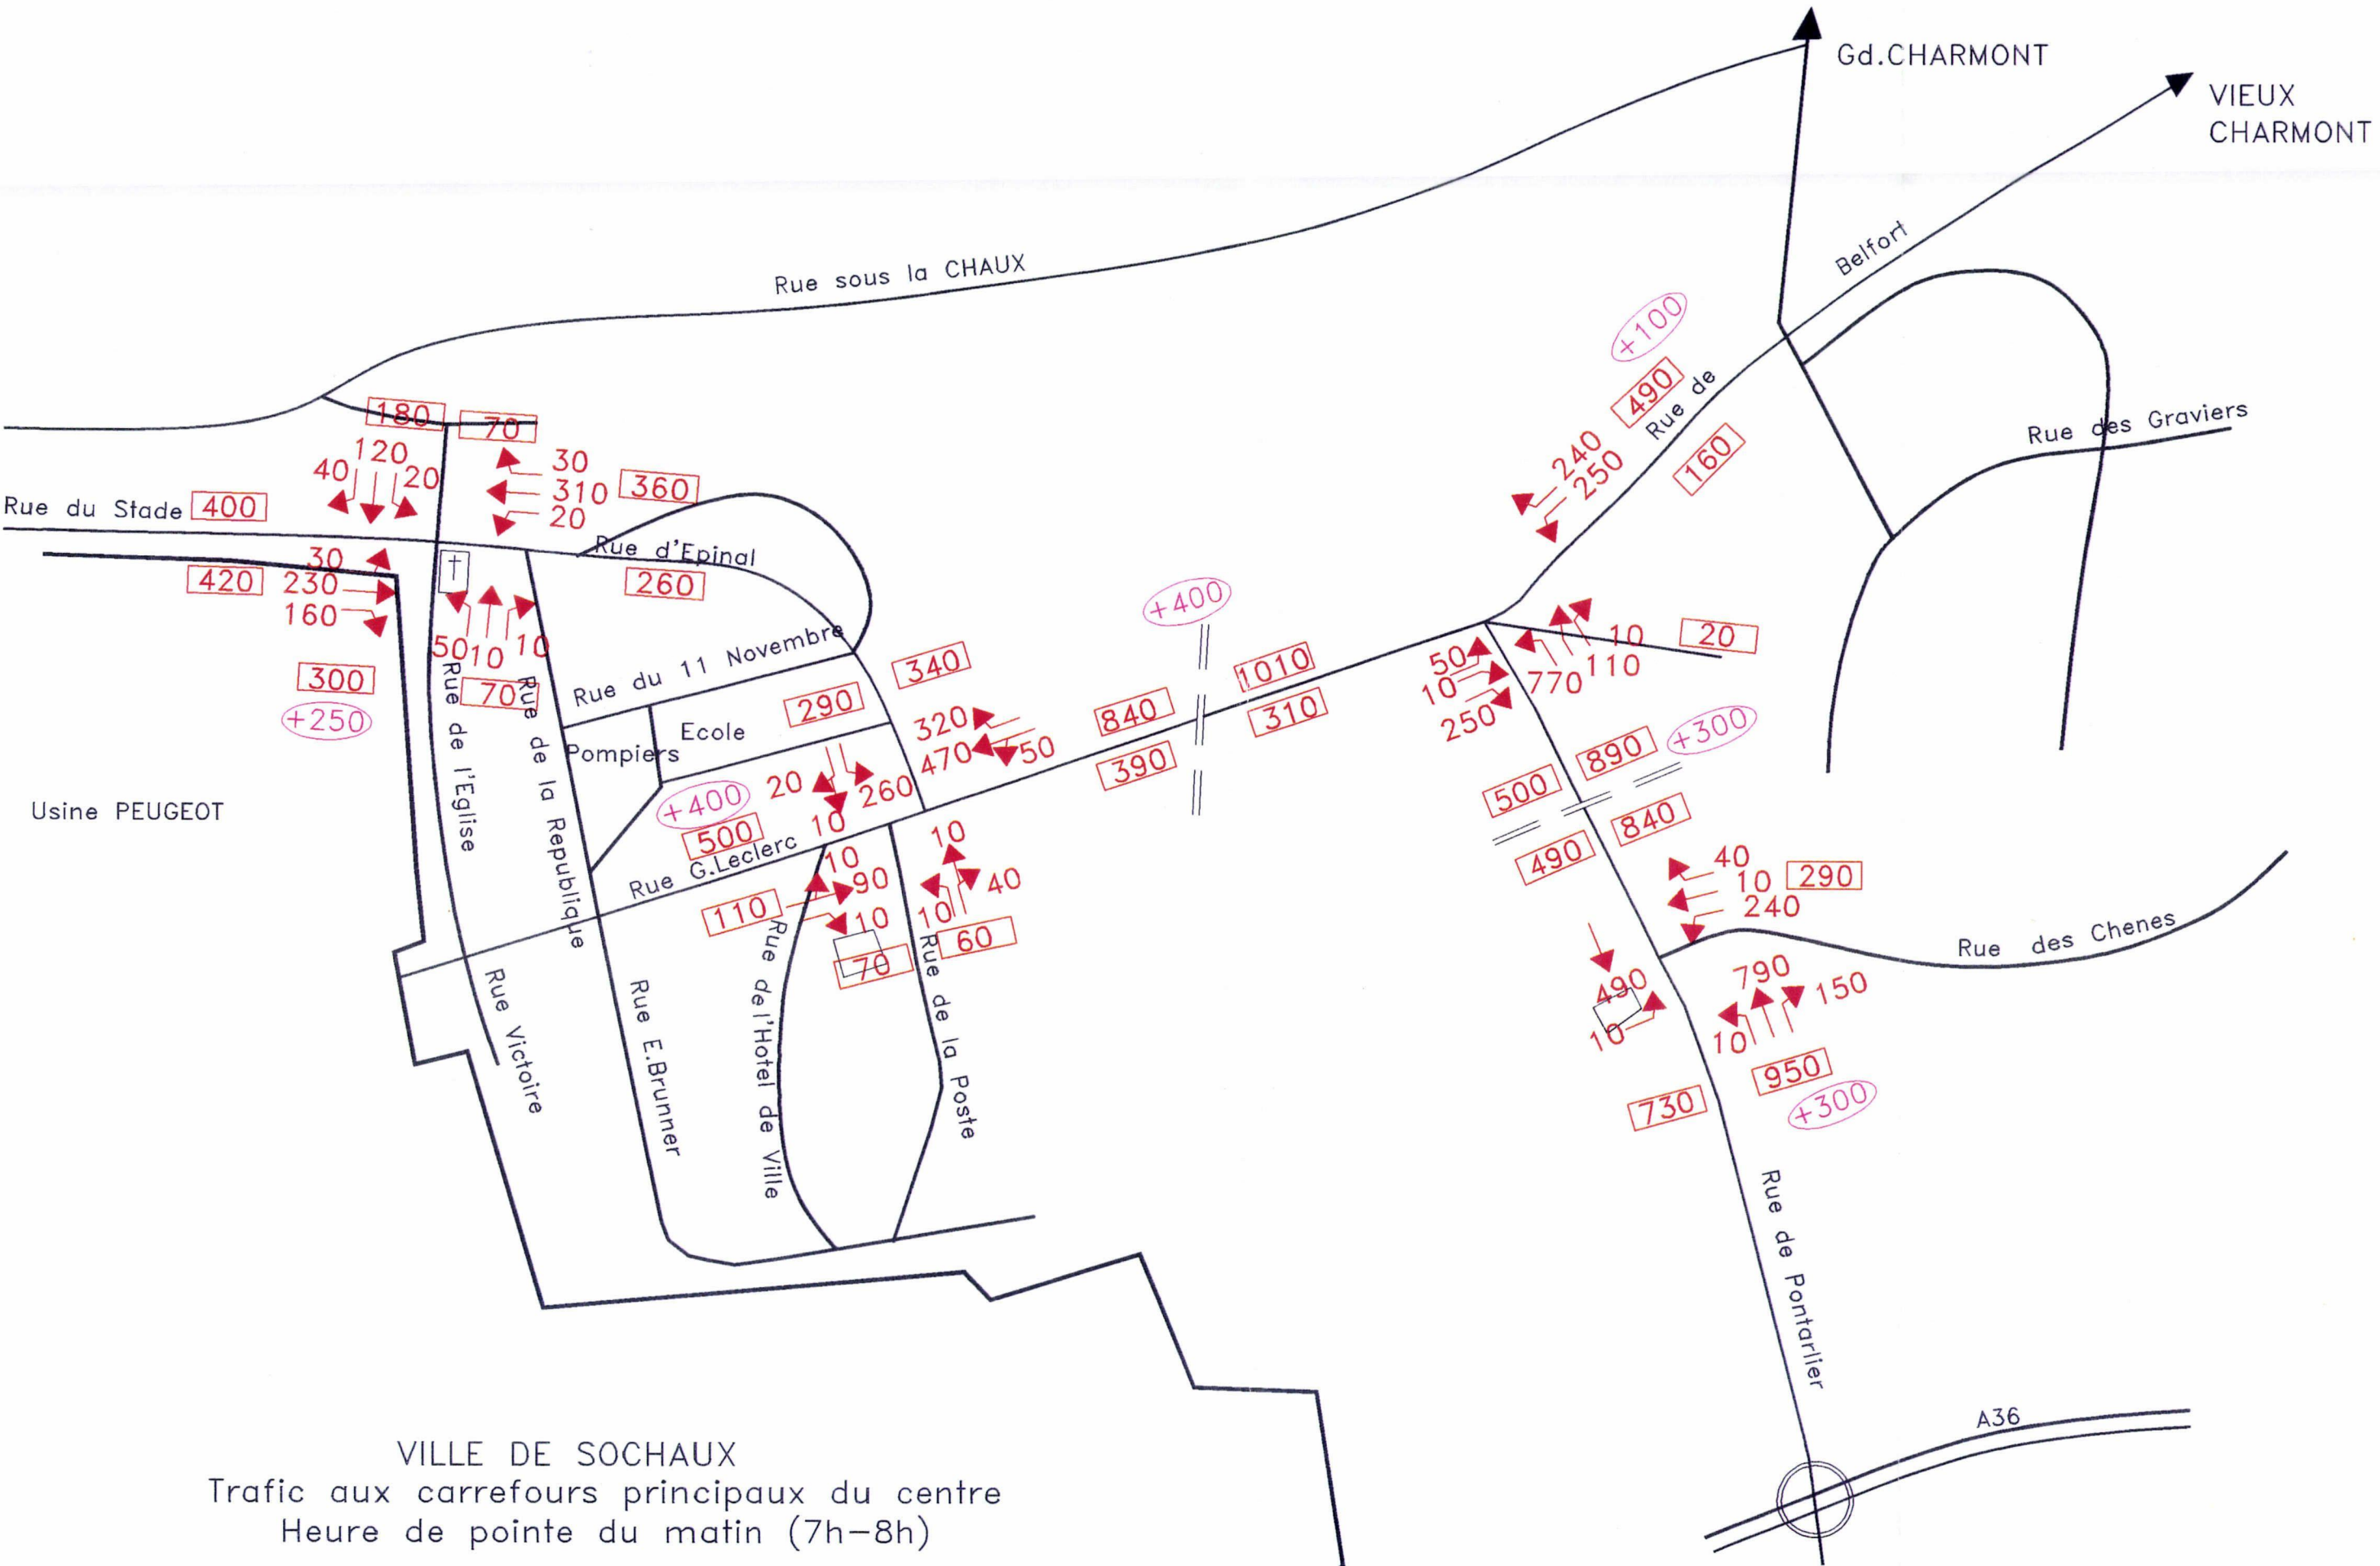 Gd.CHARMONT
VIEUX
CHARMONT
Belfort
Rue de
Rue sous la CHAUX
+100
490
160
240
250
Rue des Graviers
180
70
120
40
20
30
310
20
360
Rue du Stade
400
Rue d'Epinal
260
30
420
230
160
50
10
10
70
300
+250
Rue de l'Eglise
Rue de la Republique
Rue du 11 Novembre
Ecole
Pompiers
290
340
+400
320
470
50
840
390
1010
310
50
10
250
10
20
770
110
890
+300
500
490
840
Usine PEUGEOT
+400
500
20
10
260
Rue G.Leclerc
10
90
10
110
70
10
40
10
60
40
10
290
240
Rue des Chenes
490
10
790
150
10
950
+300
730
Rue Victoire
Rue E.Brunner
Rue de l'Hotel de Ville
Rue de la Poste
Rue de Pontarlier
A36
VILLE DE SOCHAUX
Trafic aux carrefours principaux du centre
Heure de pointe du matin (7h-8h)